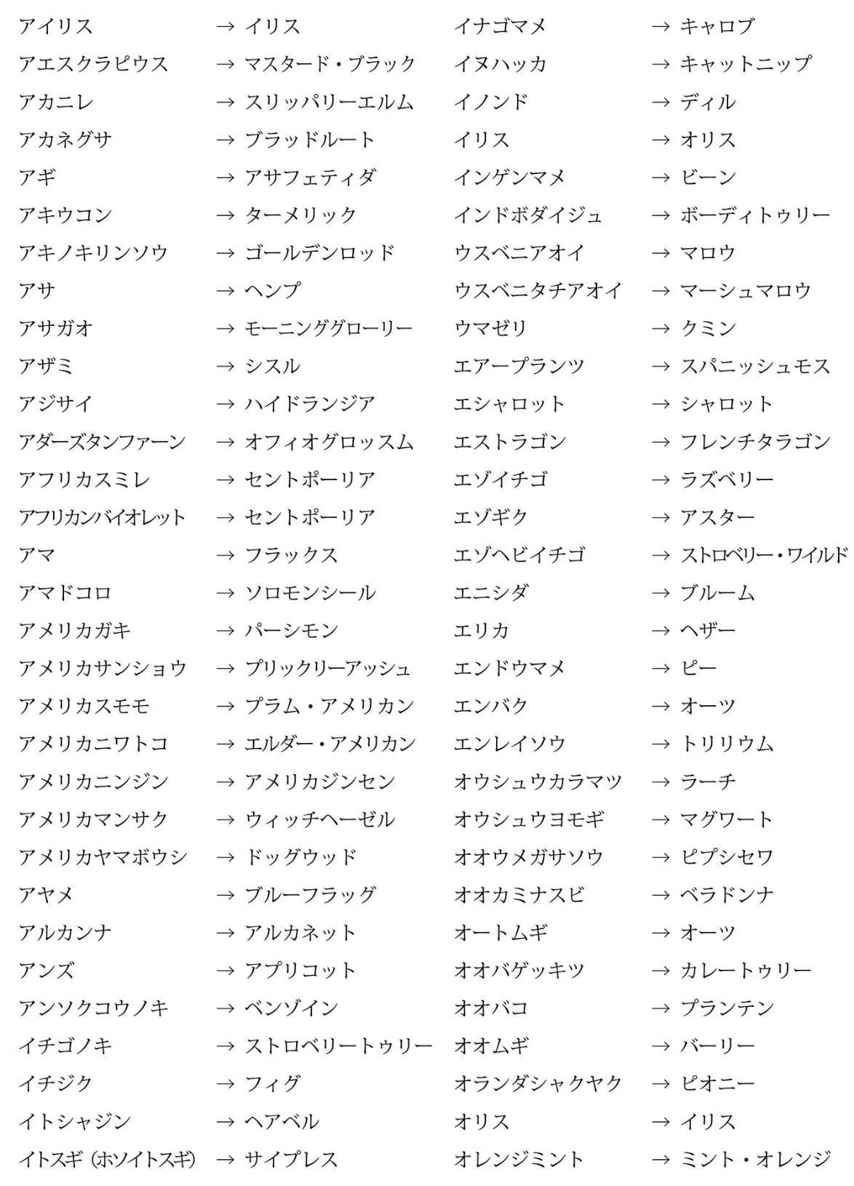 アイリス → イリス
アエスクラピウス → マスタード・ブラック
アカニレ → スリッパリーエルム
アカネグサ → ブラッドルート
アギ → アサフェティダ
アキウコン → ターメリック
アキノキリンソウ → ゴールデンロッド
アサ → ヘンプ
アサガオ → モーニンググローリー
アザミ → シスル
アジサイ → ハイドランジア
アダーズタンファーン → オフィオグロッスム
アフリカスミレ → セントポーリア
アフリカンバイオレット → セントポーリア
アマ → フラックス
アマドコロ → ソロモンシール
アメリカガキ → パーシモン
アメリカサンショウ → プリックリーアッシュ
アメリカスモモ → プラム・アメリカン
アメリカニワトコ → エルダー・アメリカン
アメリカニンジン → アメリカジンセン
アメリカマンサク → ウィッチヘーゼル
アメリカヤマボウシ → ドッグウッド
アヤメ → ブルーフラッグ
アルカンナ → アルカネット
アンズ → アプリコット
アンソクコウノキ → ベンゾイン
イチゴノキ → ストロベリートゥリー
イチジク → フィグ
イトシャジン → ヘアベル
イトスギ（ホソイトスギ） → サイプレス
イナゴマメ → キャロブ
イヌハッカ → キャットニップ
イノンド → ディル
イリス → オリス
インゲンマメ → ビーン
インドボダイジュ → ボーディトゥリー
ウスベニアオイ → マロウ
ウスベニタチアオイ → マーシュマロウ
ウマゼリ → クミン
エアープランツ → スパニッシュモス
エシャロット → シャロット
エストラゴン → フレンチタラゴン
エゾイチゴ → ラズベリー
エゾギク → アスター
エゾヘビイチゴ → ストロベリー・ワイルド
エニシダ → ブルーム
エリカ → ヘザー
エンドウマメ → ピー
エンバク → オーツ
エンレイソウ → トリリウム
オウシュウカラマツ → ラーチ
オウシュウヨモギ → マグワート
オオウメガサソウ → ピプシセワ
オオカミナスビ → ベラドンナ
オートムギ → オーツ
オオバゲッキツ → カレートゥリー
オオバコ → プランテン
オオムギ → バーリー
オランダシャクヤク → ピオニー
オリス → イリス
オレンジミント → ミント・オレンジ